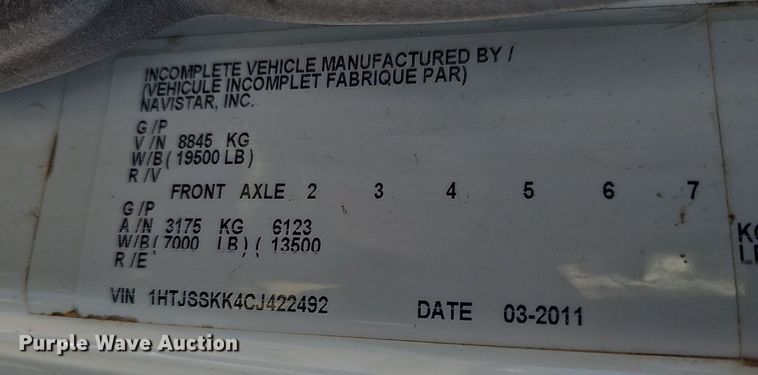 INCOMPLETE VEHICLE MANUFACTURED BY /
(VEHICULE INCOMPLET FABRIQUE PAR)
NAVISTAR, INC.
G /P
V / N 8845 KG
W/B ( 19500 LB )
R / V
FRONT AXLE 2 3 4 5 6 7
G /P
A / N 3175 KG 6123
W/B ( 7000 LB) ( 13500
R / E
VIN 1HTJSSKK4CJ422492 DATE 03-2011
Purple Wave Auction